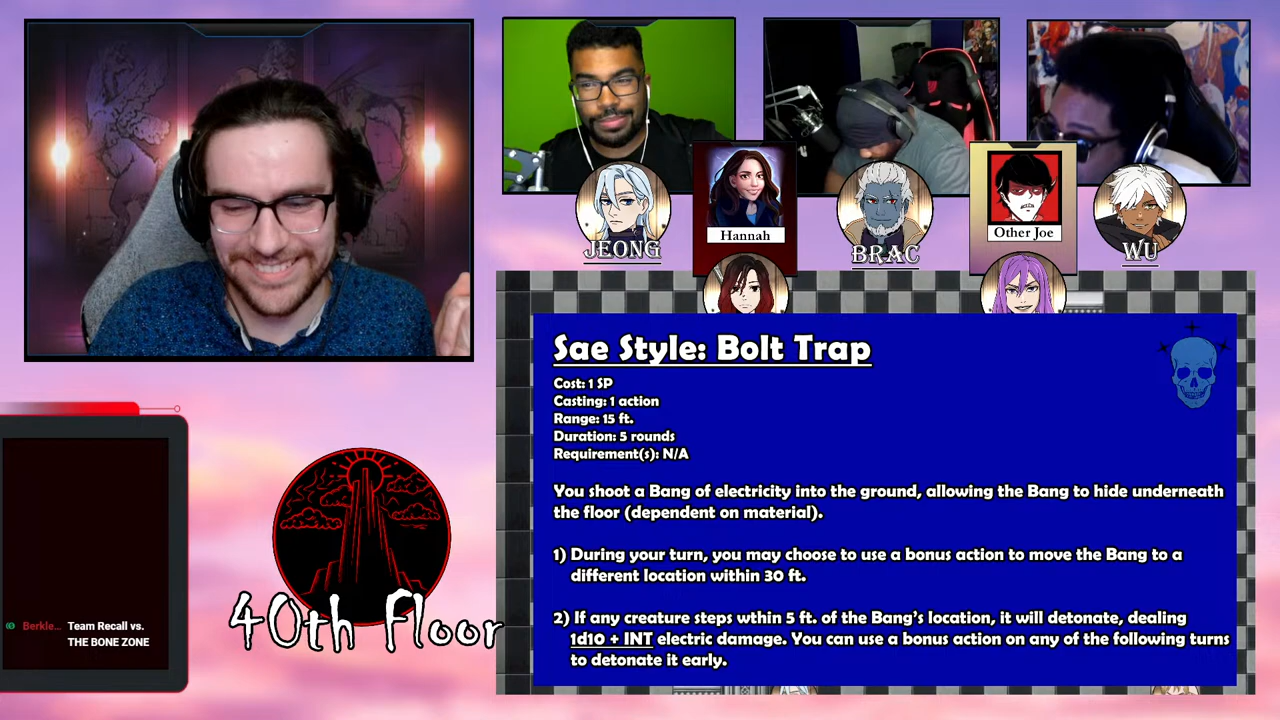 JEONG
Hannah
BRAC
Other Joe
WU
Sae Style: Bolt Trap
Cost: 1 SP
Casting: 1 action
Range: 15 ft.
Duration: 5 rounds
Requirement(s): N/A
You shoot a Bang of electricity into the ground, allowing the Bang to hide underneath
the floor (dependent on material).
1) During your turn, you may choose to use a bonus action to move the Bang to a
different location within 30 ft.
2) If any creature steps wthin 5 ft. of the Bang's location, it will detonate, dealing
1d10 + INT electric damage. You can use a bonus action on any of the following turns
to detonate it early.
Berkle... Team Recall vs.
THE BONE ZONE
40th Floor